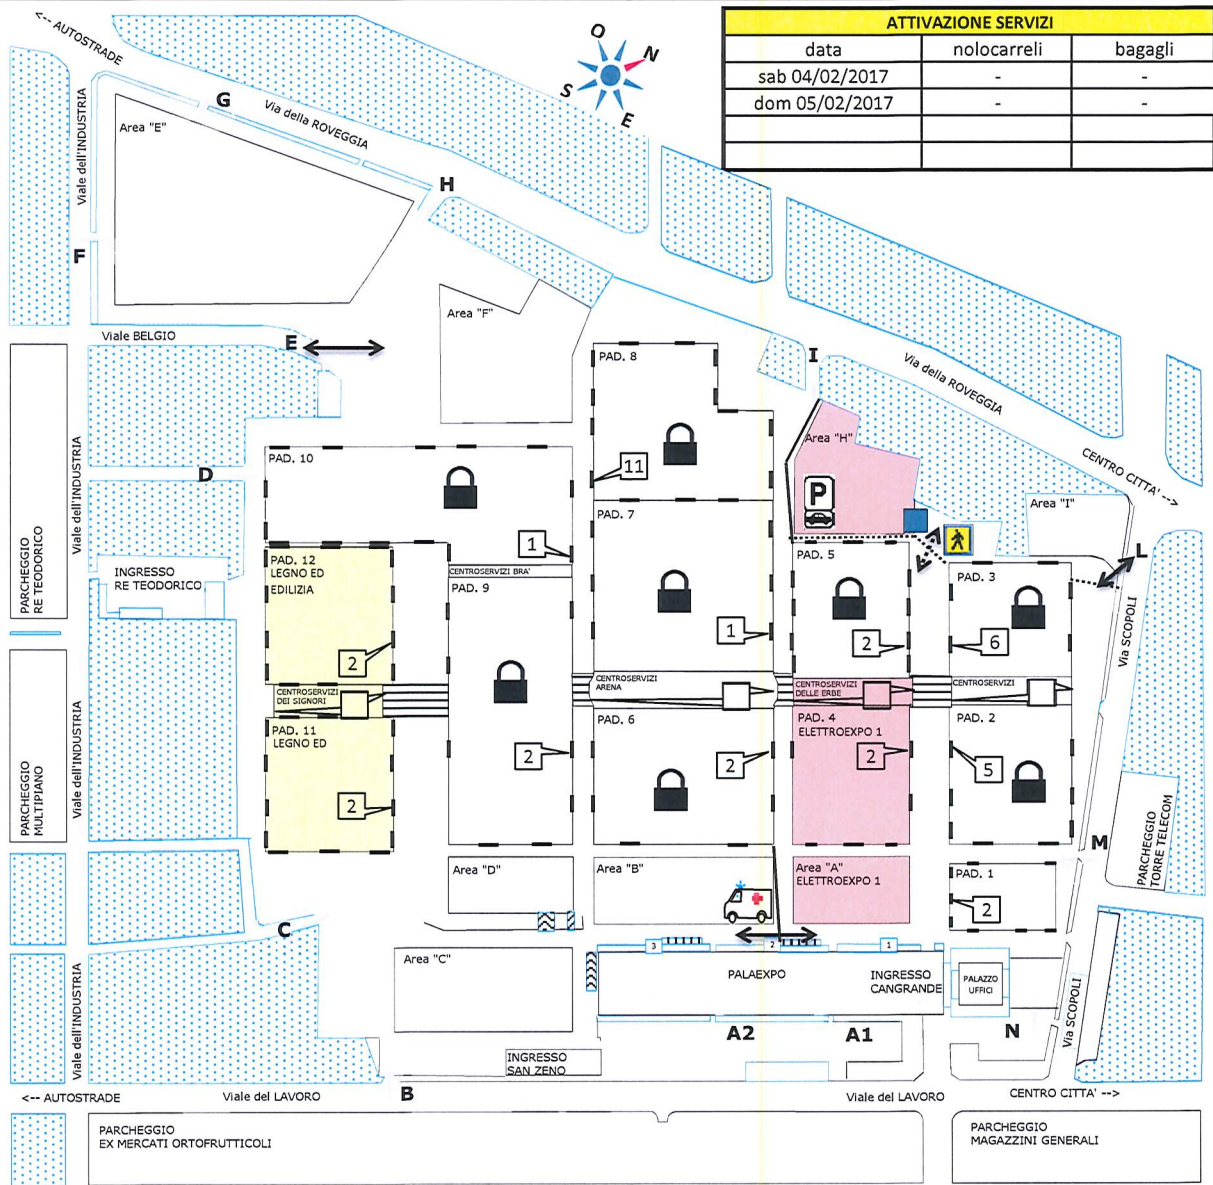 ATTIVAZIONE SERVIZI
data nolocarreli bagagli
sab 04/02/2017 - -
dom 05/02/2017 - -
<-- AUTOSTRADE
O
N
S
E
G
Via della ROVEGGIA
Viale dell'INDUSTRIA
Area "E"
H
F
Area "F"
Viale BELGIO
E
PAD. 8
I
Via della ROVEGGIA
Area "H"
PAD. 10
11
CENTRO CITTA' -->
D
Viale dell'INDUSTRIA
P
Area "I"
PAD. 7
PARCHEGGIO
RE TEODORICO
1
PAD. 5
L
PAD. 12
LEGNO ED
EDILIZIA
INGRESSO
RE TEODORICO
CENTROSERVIZI BRA'
PAD. 9
PAD. 3
Via SCOPOLI
1
2
6
2
CENTROSERVIZI
DEI SIGNORI
CENTROSERVIZI
ARENA
CENTROSERVIZI
DELLE ERBE
CENTROSERVIZI
PAD. 11
LEGNO ED
PAD. 6
PAD. 4
ELETTROEXPO 1
PAD. 2
2
2
2
5
PARCHEGGIO
MULTIPIANO
Viale dell'INDUSTRIA
2
PARCHEGGIO
TORRE TELECOM
M
Area "D"
Area "B"
Area "A"
ELETTROEXPO 1
PAD. 1
2
C
3
2
1
Area "C"
PALAEXPO
INGRESSO
CANGRANDE
PALAZZO
UFFICI
Via SCOPOLI
Viale dell'INDUSTRIA
A2
A1
N
INGRESSO
SAN ZENO
B
<-- AUTOSTRADE
Viale del LAVORO
Viale del LAVORO
CENTRO CITTA' -->
PARCHEGGIO
EX MERCATI ORTOFRUTTICOLI
PARCHEGGIO
MAGAZZINI GENERALI